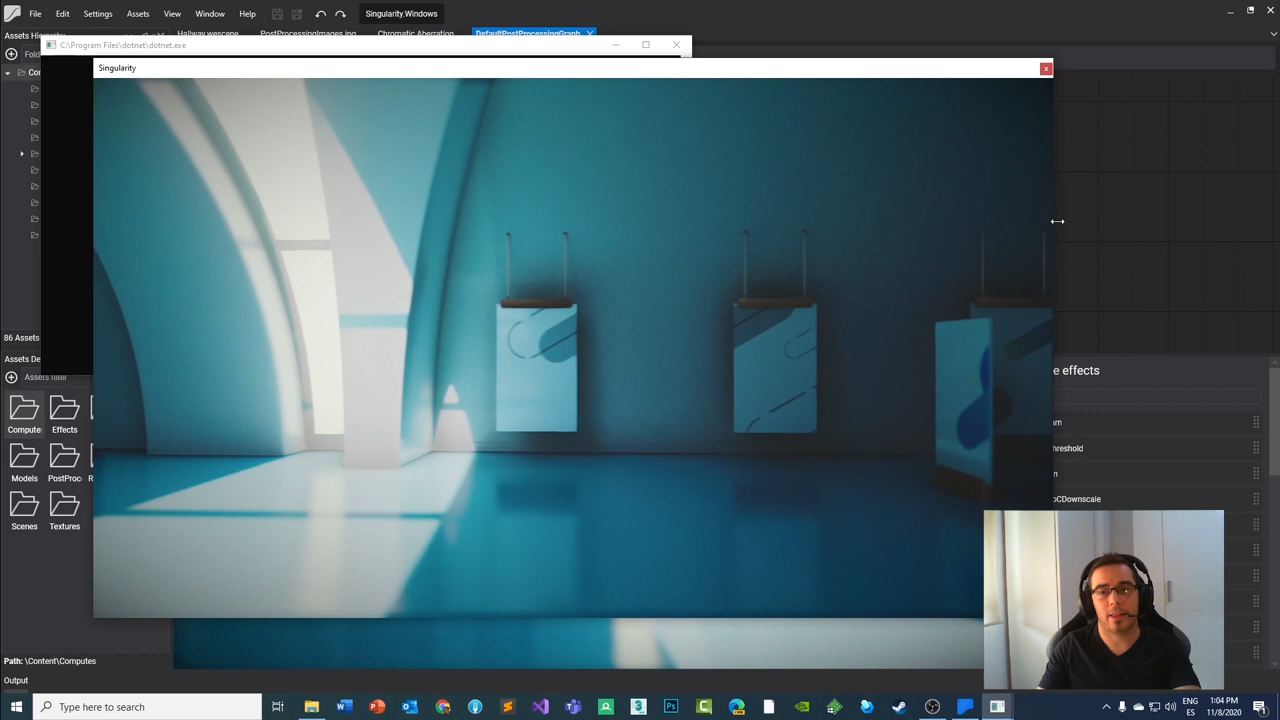 File Edit Settings Assets View Window Help Singularity.Windows
Assets Hierarchy
Hallway.wescene PostProcessingImages.jpg Chromatic Aberration DefaultPostProcessingGraph
C:\Program Files\dotnet\dotnet.exe
Singularity
x
86 Assets
Assets filter
Compute Effects
Models PostProc
Scenes Textures
Path: \Content\Computes
Output
e effects
hreshold
oCDownscale
Type here to search
ENG 1:04 PM
ES 11/8/2020